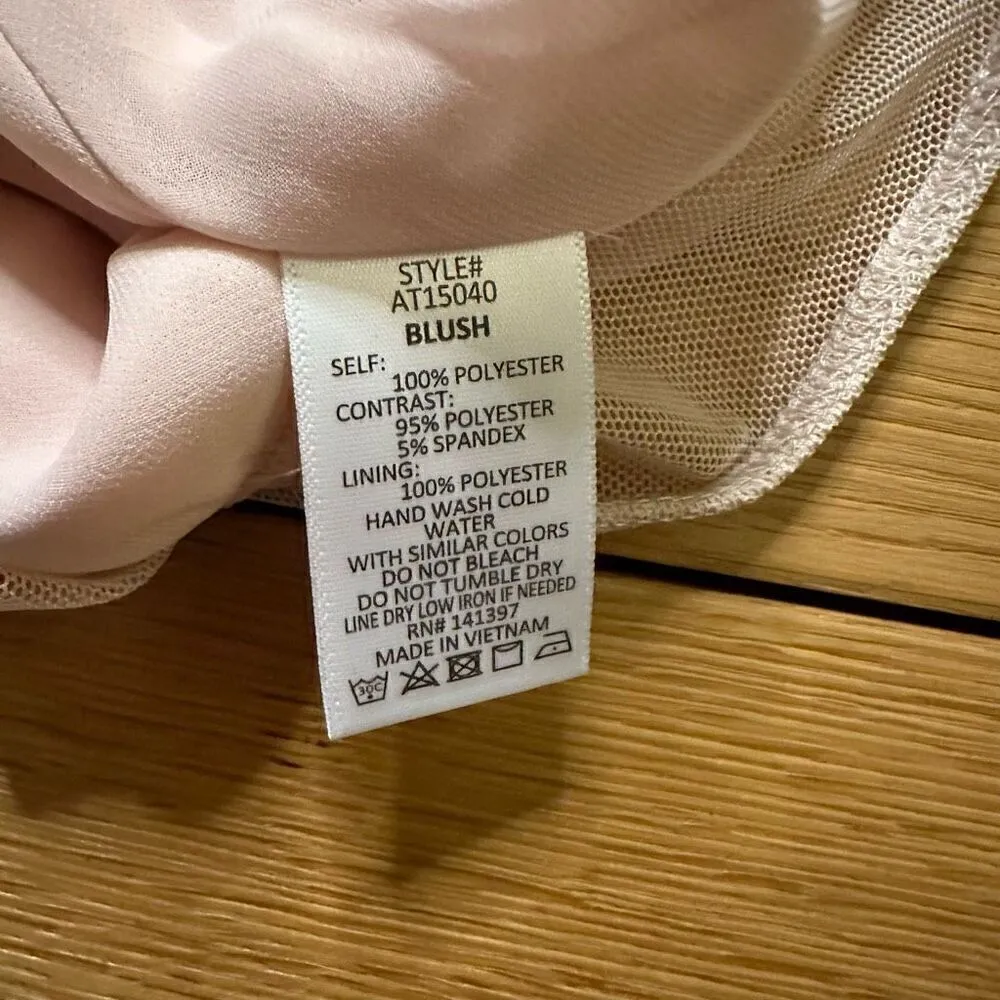 STYLE#
AT15040
BLUSH
SELF:
100% POLYESTER
CONTRAST:
95% POLYESTER
5% SPANDEX
LINING:
100% POLYESTER
HAND WASH COLD
WATER
WITH SIMILAR COLORS
DO NOT BLEACH
DO NOT TUMBLE DRY
LINE DRY LOW IRON IF NEEDED
RN# 141397
MADE IN VIETNAM
30C